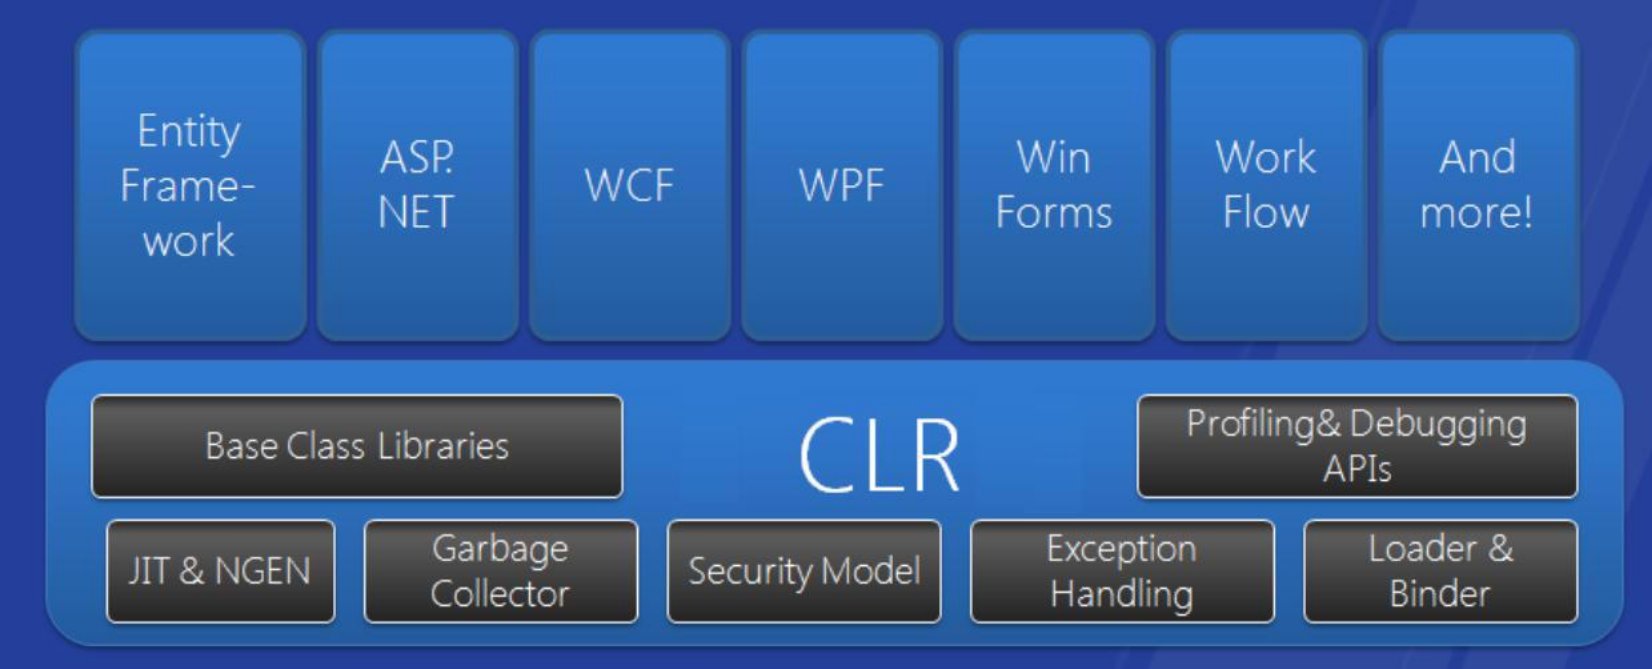 Entity
Frame-
work
ASP.
NET
WCF
WPF
Win
Forms
Work
Flow
And
more!
Base Class Libraries
CLR
Profiling& Debugging
APIs
JIT & NGEN
Garbage
Collector
Security Model
Exception
Handling
Loader &
Binder